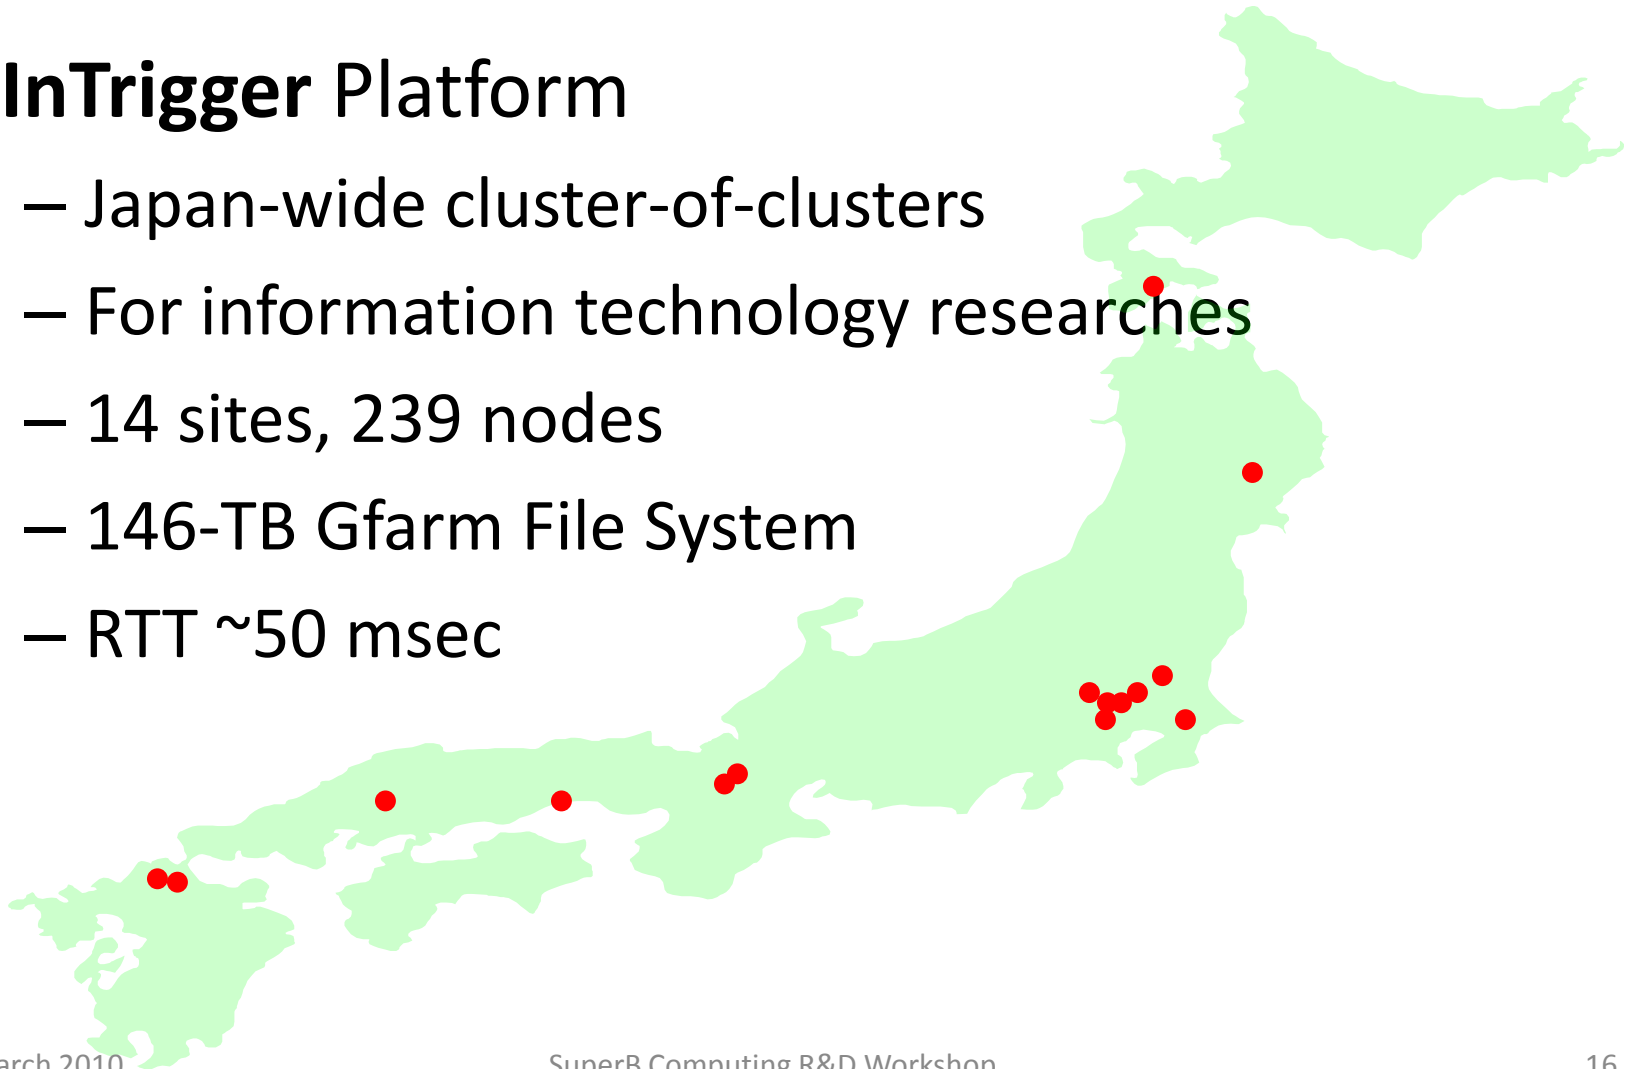 InTrigger Platform
– Japan-wide cluster-of-clusters
– For information technology researches
– 14 sites, 239 nodes
– 146-TB Gfarm File System
– RTT ~50 msec
2010 SuperB Computing R&D Workshop 16